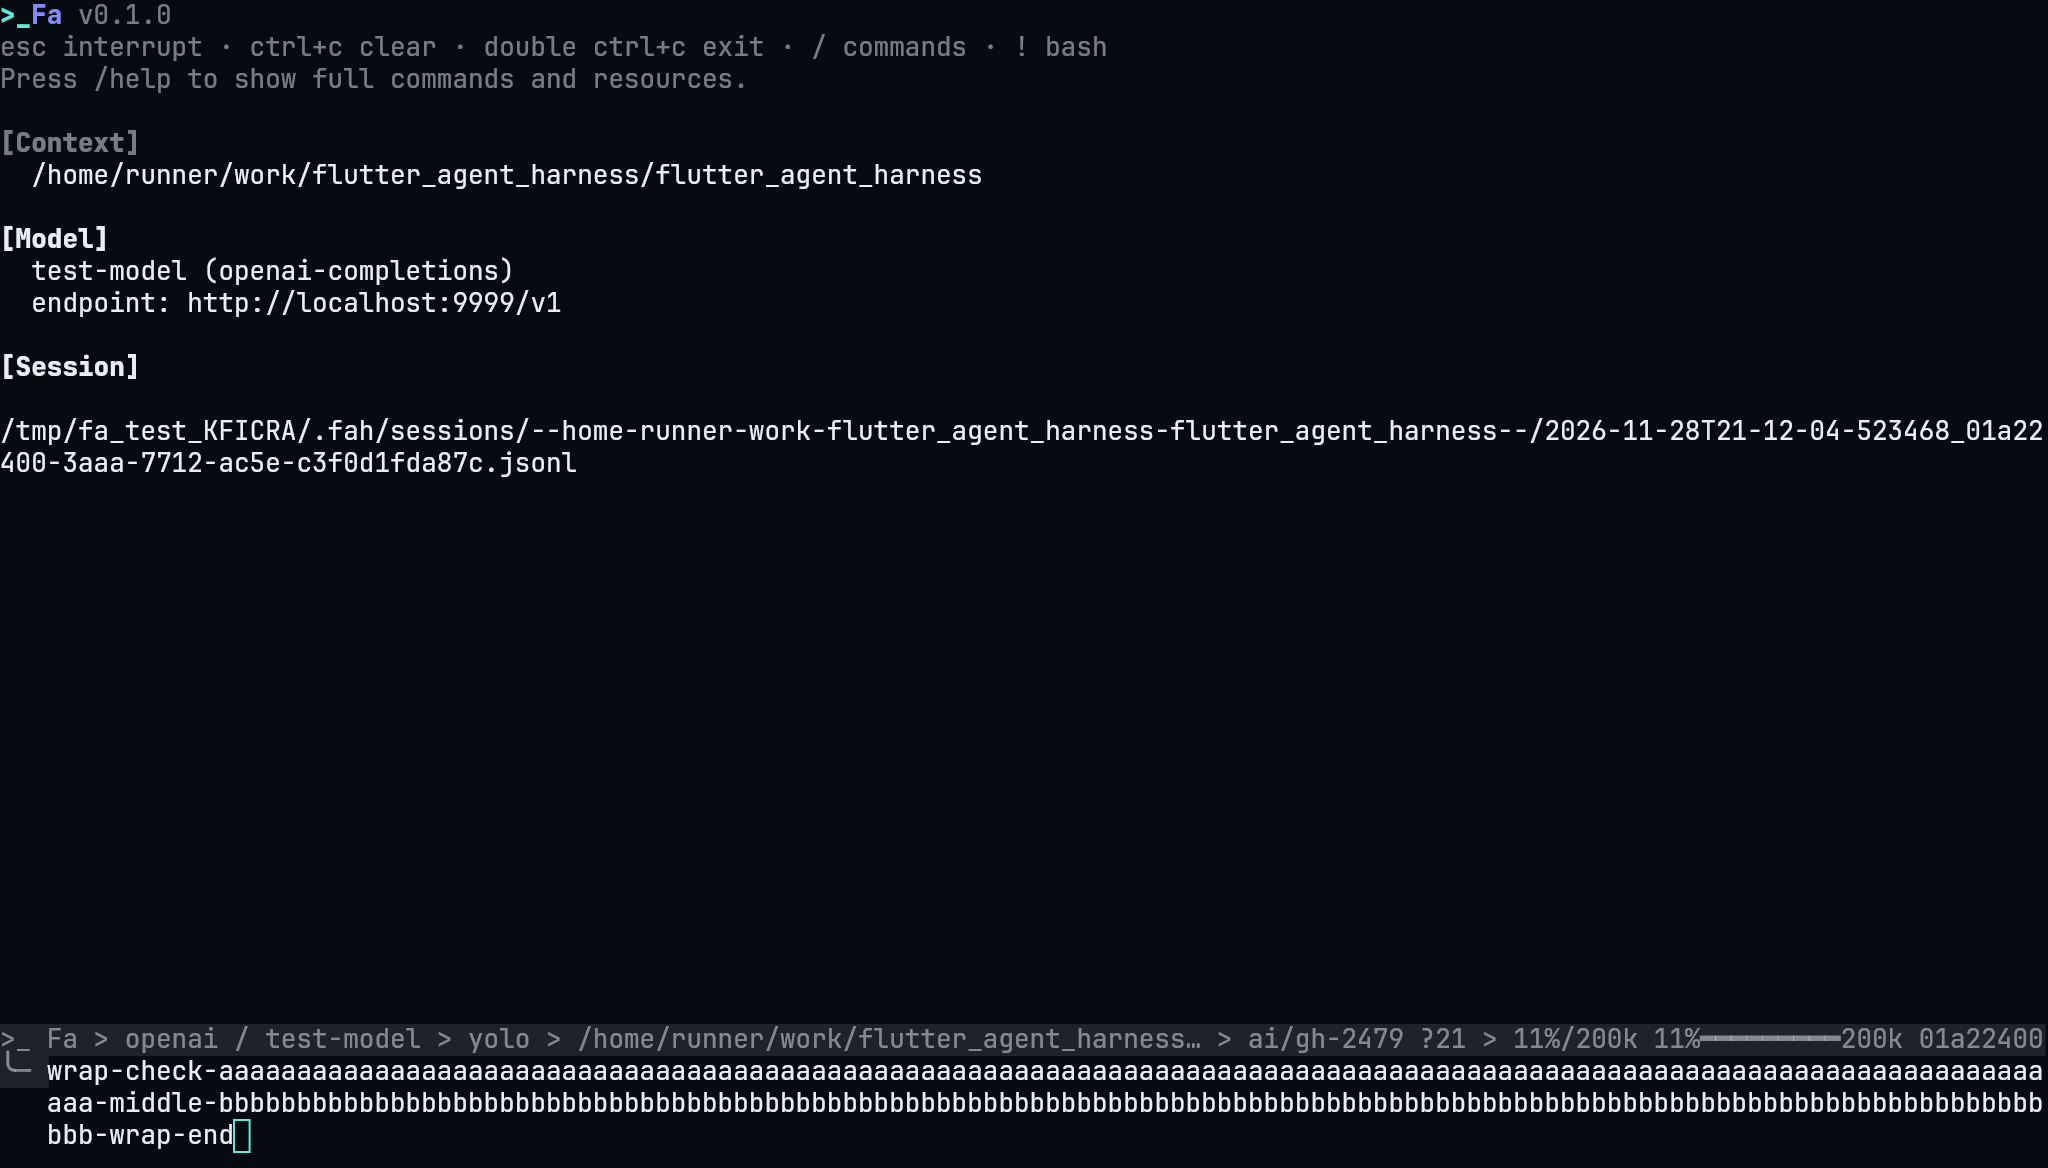 >_Fa v0.1.0
esc interrupt · ctrl+c clear · double ctrl+c exit · / commands · ! bash
Press /help to show full commands and resources.
[Context]
/home/runner/work/flutter_agent_harness/flutter_agent_harness
[Model]
test-model (openai-completions)
endpoint: http://localhost:9999/v1
[Session]
/tmp/fa_test_KFICRA/.fah/sessions/--home-runner-work-flutter_agent_harness-flutter_agent_harness--/2026-11-28T21-12-04-523468_01a22
400-3aaa-7712-ac5e-c3f0d1fda87c.jsonl
>_ Fa > openai / test-model > yolo > /home/runner/work/flutter_agent_harness… > ai/gh-2479 ?21 > 11%/200k 11%━━━━━━━━━200k 01a22400
wrap-check-aaaaaaaaaaaaaaaaaaaaaaaaaaaaaaaaaaaaaaaaaaaaaaaaaaaaaaaaaaaaaaaaaaaaaaaaaaaaaaaaaaaaaaaaaaaaaaaaaaaaaaaaaaaaaaaaaaaaa
aaa-middle-bbbbbbbbbbbbbbbbbbbbbbbbbbbbbbbbbbbbbbbbbbbbbbbbbbbbbbbbbbbbbbbbbbbbbbbbbbbbbbbbbbbbbbbbbbbbbbbbbbbbbbbbbbbbbbbbbbbbb
bbb-wrap-end